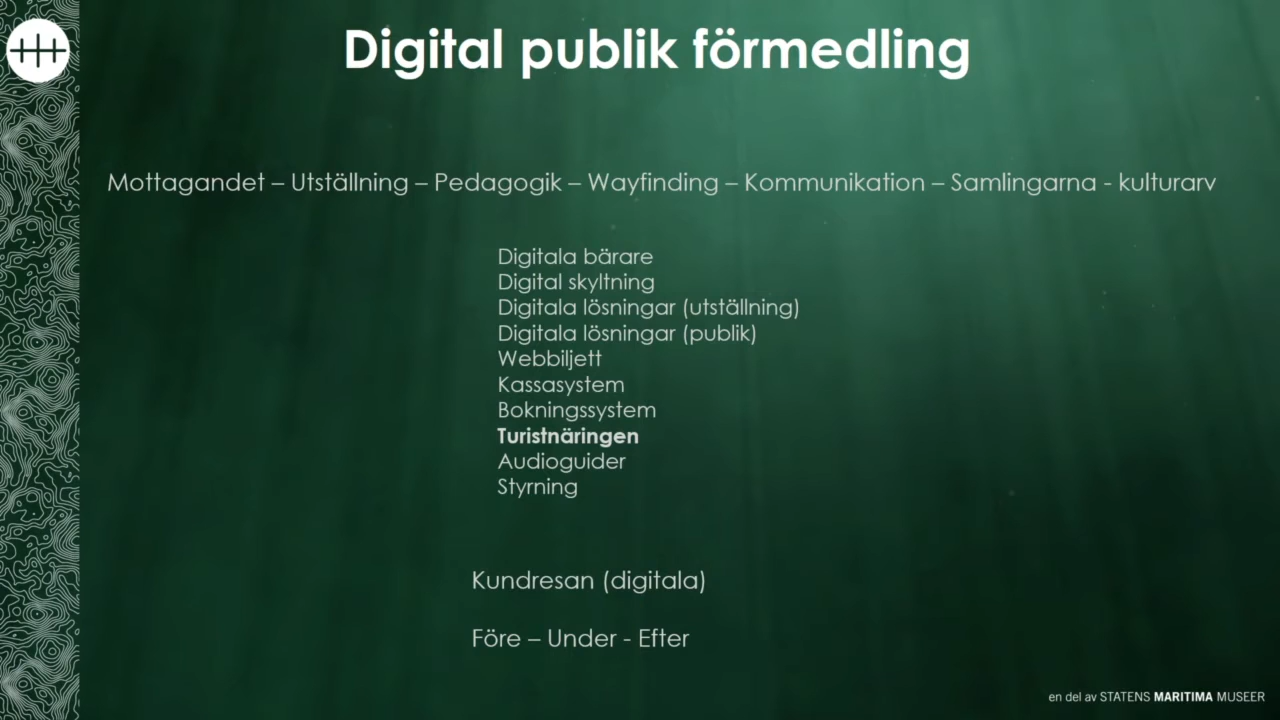 Digital publik förmedling
Mottagandet – Utställning – Pedagogik – Wayfinding – Kommunikation – Samlingarna - kulturarv
Digitala bärare
Digital skyltning
Digitala lösningar (utställning)
Digitala lösningar (publik)
Webbiljett
Kassasystem
Bokningssystem
Turistnäringen
Audioguider
Styrning
Kundresan (digitala)
Före – Under - Efter
en del av STATENS MARITIMA MUSEER